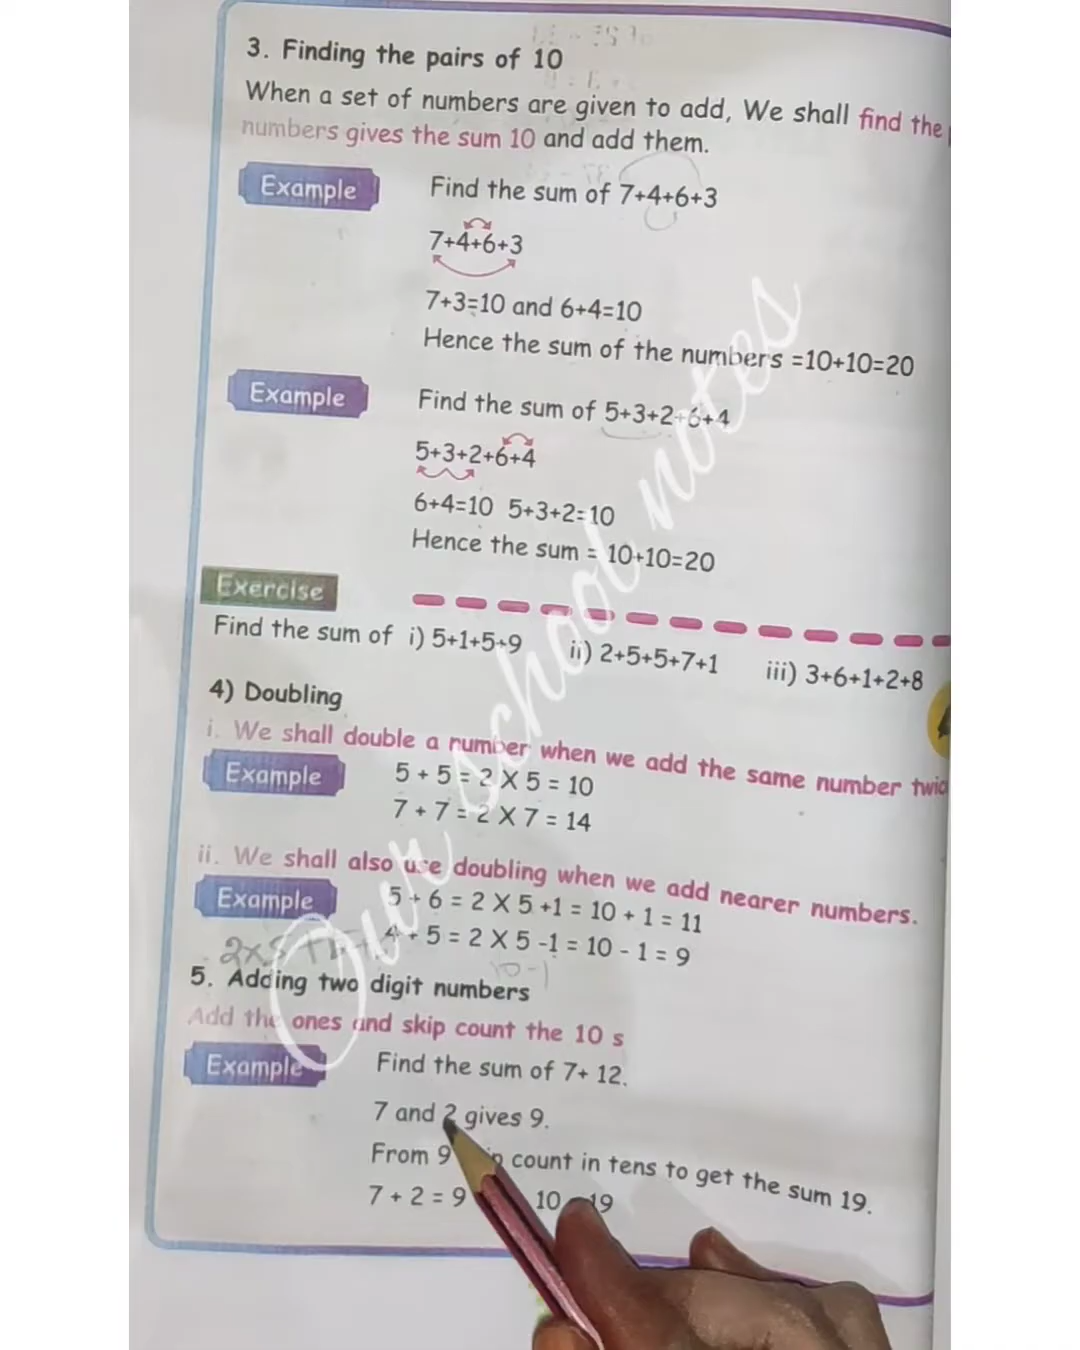 3. Finding the pairs of 10
When a set of numbers are given to add, We shall find the
numbers gives the sum 10 and add them.
Example Find the sum of 7+4+6+3
7+4+6+3
7+3=10 and 6+4=10
Hence the sum of the numbers =10+10=20
Example Find the sum of 5+3+2+6+4
5+3+2+6+4
6+4=10 5+3+2=10
Hence the sum = 10+10=20
Exercise
Find the sum of i) 5+1+5+9 ii) 2+5+5+7+1 iii) 3+6+1+2+8
4) Doubling
i. We shall double a number when we add the same number
Example 5 + 5 = 2 X 5 = 10
7 + 7 = 2 X 7 = 14
ii. We shall also use doubling when we add nearer numbers.
Example 5 + 6 = 2 X 5 +1 = 10 + 1 = 11
4 + 5 = 2 X 5 -1 = 10 - 1 = 9
10-1
5. Adding two digit numbers
Add the ones and skip count the 10 s
Example Find the sum of 7+ 12.
7 and 2 gives 9.
From 9 count in tens to get the sum 19.
7 + 2 = 9 10 19
Our school notes